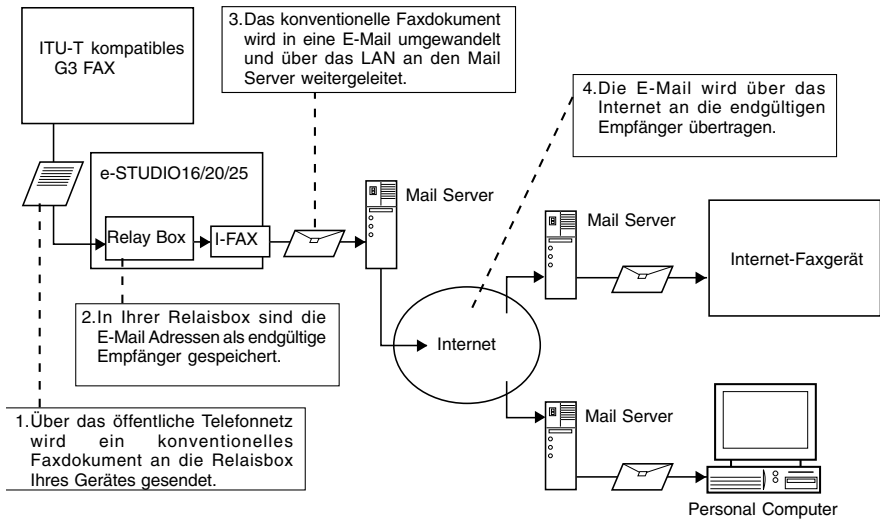 ITU-T kompatibles
G3 FAX
3.Das konventionelle Faxdokument
wird in eine E-Mail umgewandelt
und über das LAN an den Mail
Server weitergeleitet.
4.Die E-Mail wird über das
Internet an die endgültigen
Empfänger übertragen.
e-STUDIO16/20/25
Relay Box
I-FAX
Mail Server
Mail Server
Internet-Faxgerät
2.In Ihrer Relaisbox sind die
E-Mail Adressen als endgültige
Empfänger gespeichert.
Internet
1.Über das öffentliche Telefonnetz
wird ein konventionelles
Faxdokument an die Relaisbox
Ihres Gerätes gesendet.
Mail Server
Personal Computer